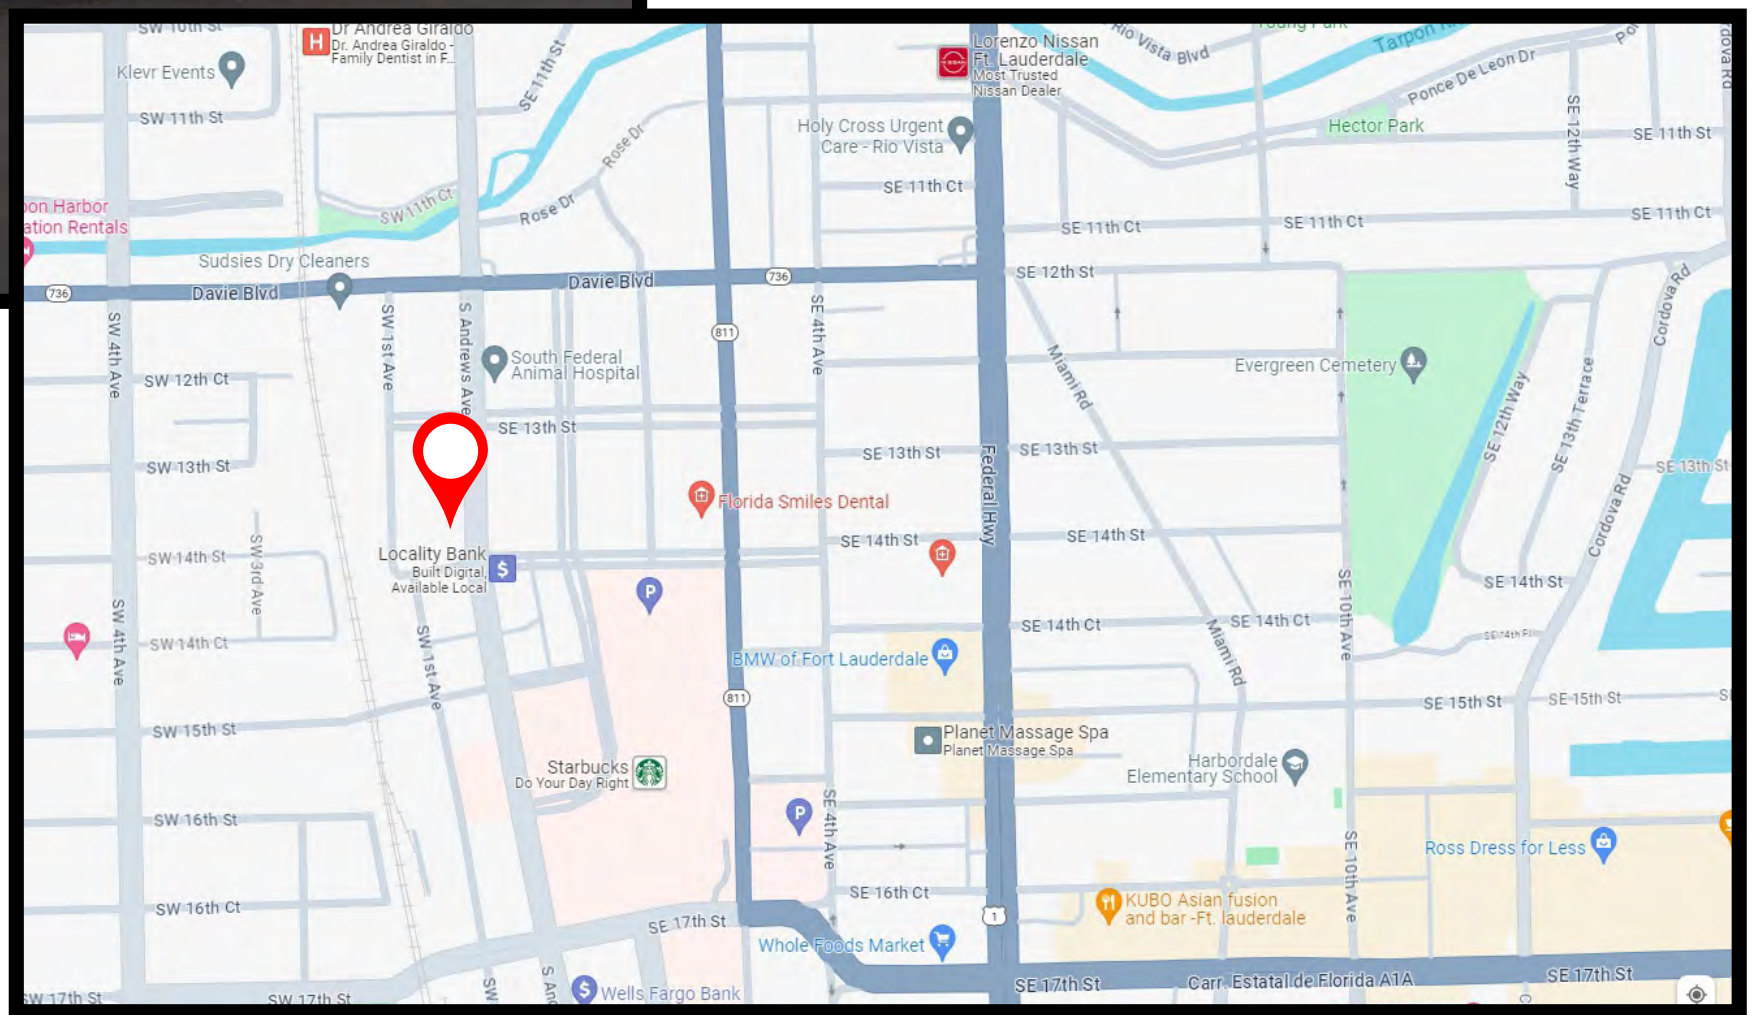 SW 10th St
Dr Andrea Giraldo
Dr. Andrea Giraldo -
Family Dentist in F...
H
Klevr Events
SW 11th St
SE 11th St
Rose Dr
Lorenzo Nissan
Ft. Lauderdale
Most Trusted
Nissan Dealer
Rio Vista Blvd
Young Park
Tarpon
Ponce De Leon Dr
Hector Park
SE 12th Way
SE 11th St
Holy Cross Urgent
Care - Rio Vista
SE 11th Ct
SW 11th Ct
Rose Dr
oon Harbor
ation Rentals
SE 11th Ct
SE 11th Ct
SE 11th Ct
Sudsies Dry Cleaners
736
Davie Blvd
Davie Blvd
736
SE 12th St
Cordova Rd
SW 4th Ave
SW 1st Ave
S Andrews Ave
811
SE 4th Ave
Miami Rd
South Federal
Animal Hospital
Evergreen Cemetery
SW 12th Ct
SE 12th Way
SE 13th Terrace
SE 13th St
SE 13th St
SE 13th St
SE 13th St
SW 13th St
Federal Hwy
Florida Smiles Dental
Cordova Rd
SE 14th St
SE 14th St
SW 14th St
SW 3rd Ave
Locality Bank
Built Digital,
Available Local
$
P
SE 14th St
SE 10th Ave
SW 4th Ave
SW 14th Ct
SW 1st Ave
SE 14th Ct
SE 14th Ct
Miami Rd
BMW of Fort Lauderdale
811
SE 15th St
SE 15th St
SW 15th St
Planet Massage Spa
Planet Massage Spa
Harbordale
Elementary School
Starbucks
Do Your Day Right
P
SE 4th Ave
SW 16th St
SE 10th Ave
Ross Dress for Less
SE 16th Ct
SW 16th Ct
1
KUBO Asian fusion
and bar -Ft. lauderdale
SE 17th St
Whole Foods Market
SE 17th St
Carr. Estatal de Florida A1A
SE 17th St
SW 17th St
SW 17th St
SW
S And
$
Wells Fargo Bank